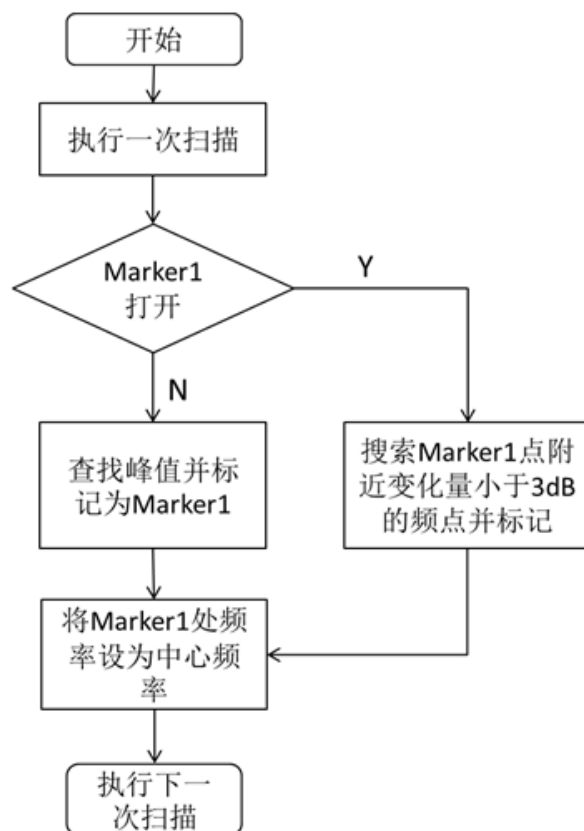 开始
执行一次扫描
Marker1
打开
Y
N
查找峰值并标
记为Marker1
搜索Marker1点附
近变化量小于3dB
的频点并标记
将Marker1处频
率设为中心频
率
执行下一
次扫描